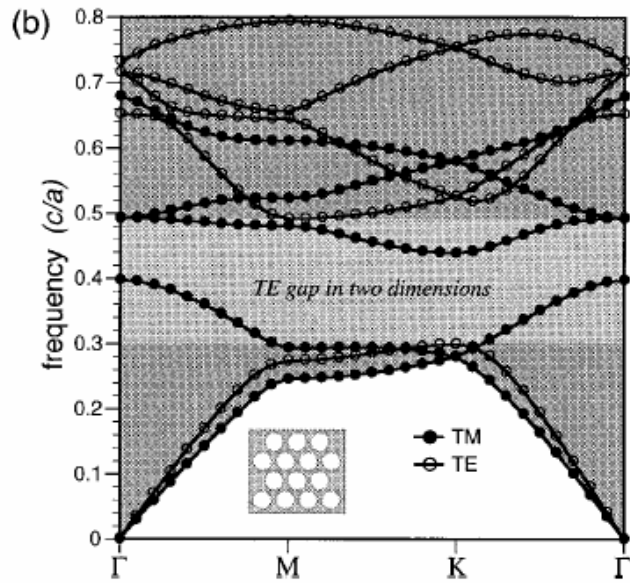 (b)
0.8
0.7
0.6
0.5
0.4
0.3
0.2
0.1
0
frequency (c/a)
TE gap in two dimensions
TM
TE
Γ M K Γ